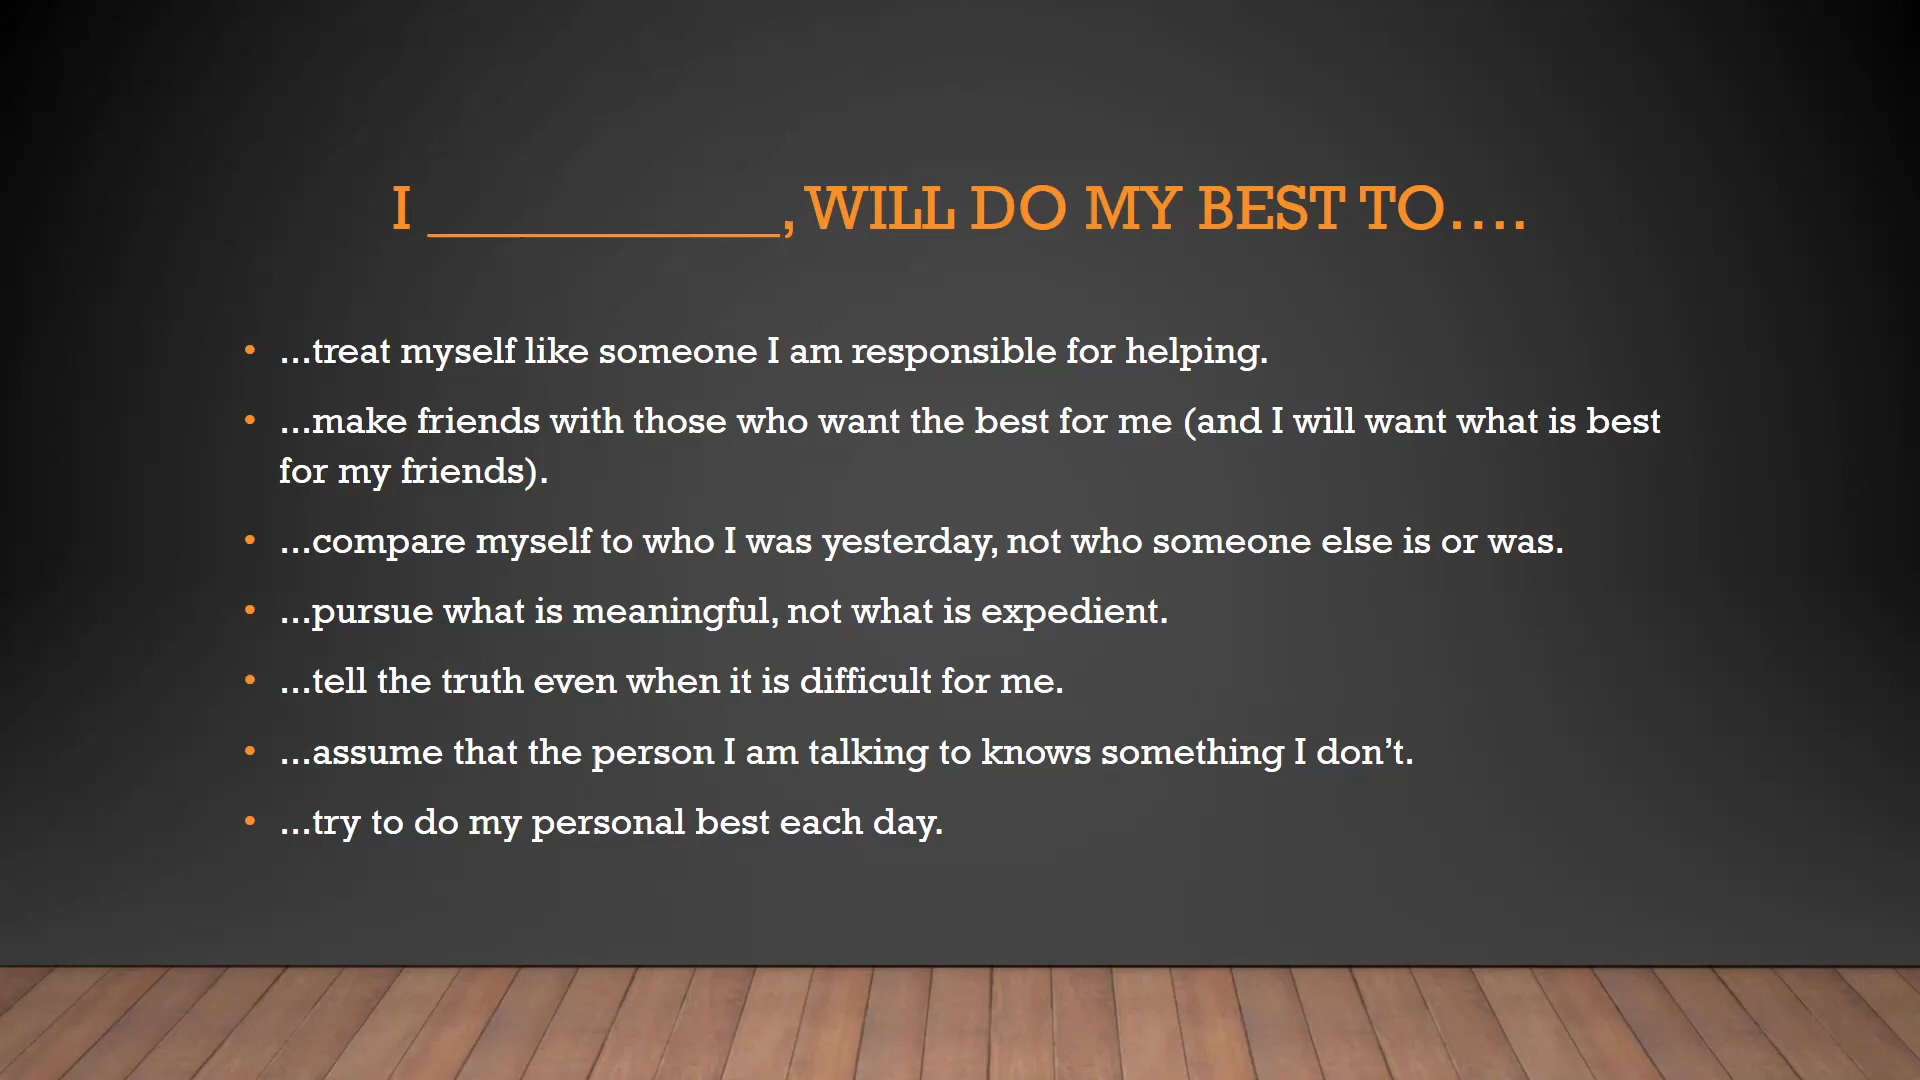 I ____________, WILL DO MY BEST TO....
• ...treat myself like someone I am responsible for helping.
• ...make friends with those who want the best for me (and I will want what is best
for my friends).
• ...compare myself to who I was yesterday, not who someone else is or was.
• ...pursue what is meaningful, not what is expedient.
• ...tell the truth even when it is difficult for me.
• ...assume that the person I am talking to knows something I don’t.
• ...try to do my personal best each day.